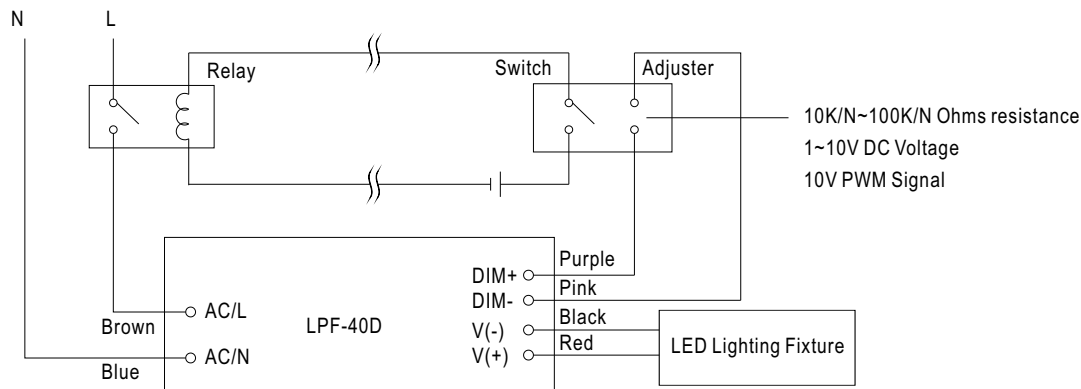 N
L
Relay
Switch
Adjuster
10K/N~100K/N Ohms resistance
1~10V DC Voltage
10V PWM Signal
Purple
DIM+
Pink
DIM-
AC/L
Black
Brown
LPF-40D
V(-)
LED Lighting Fixture
Red
V(+)
AC/N
Blue